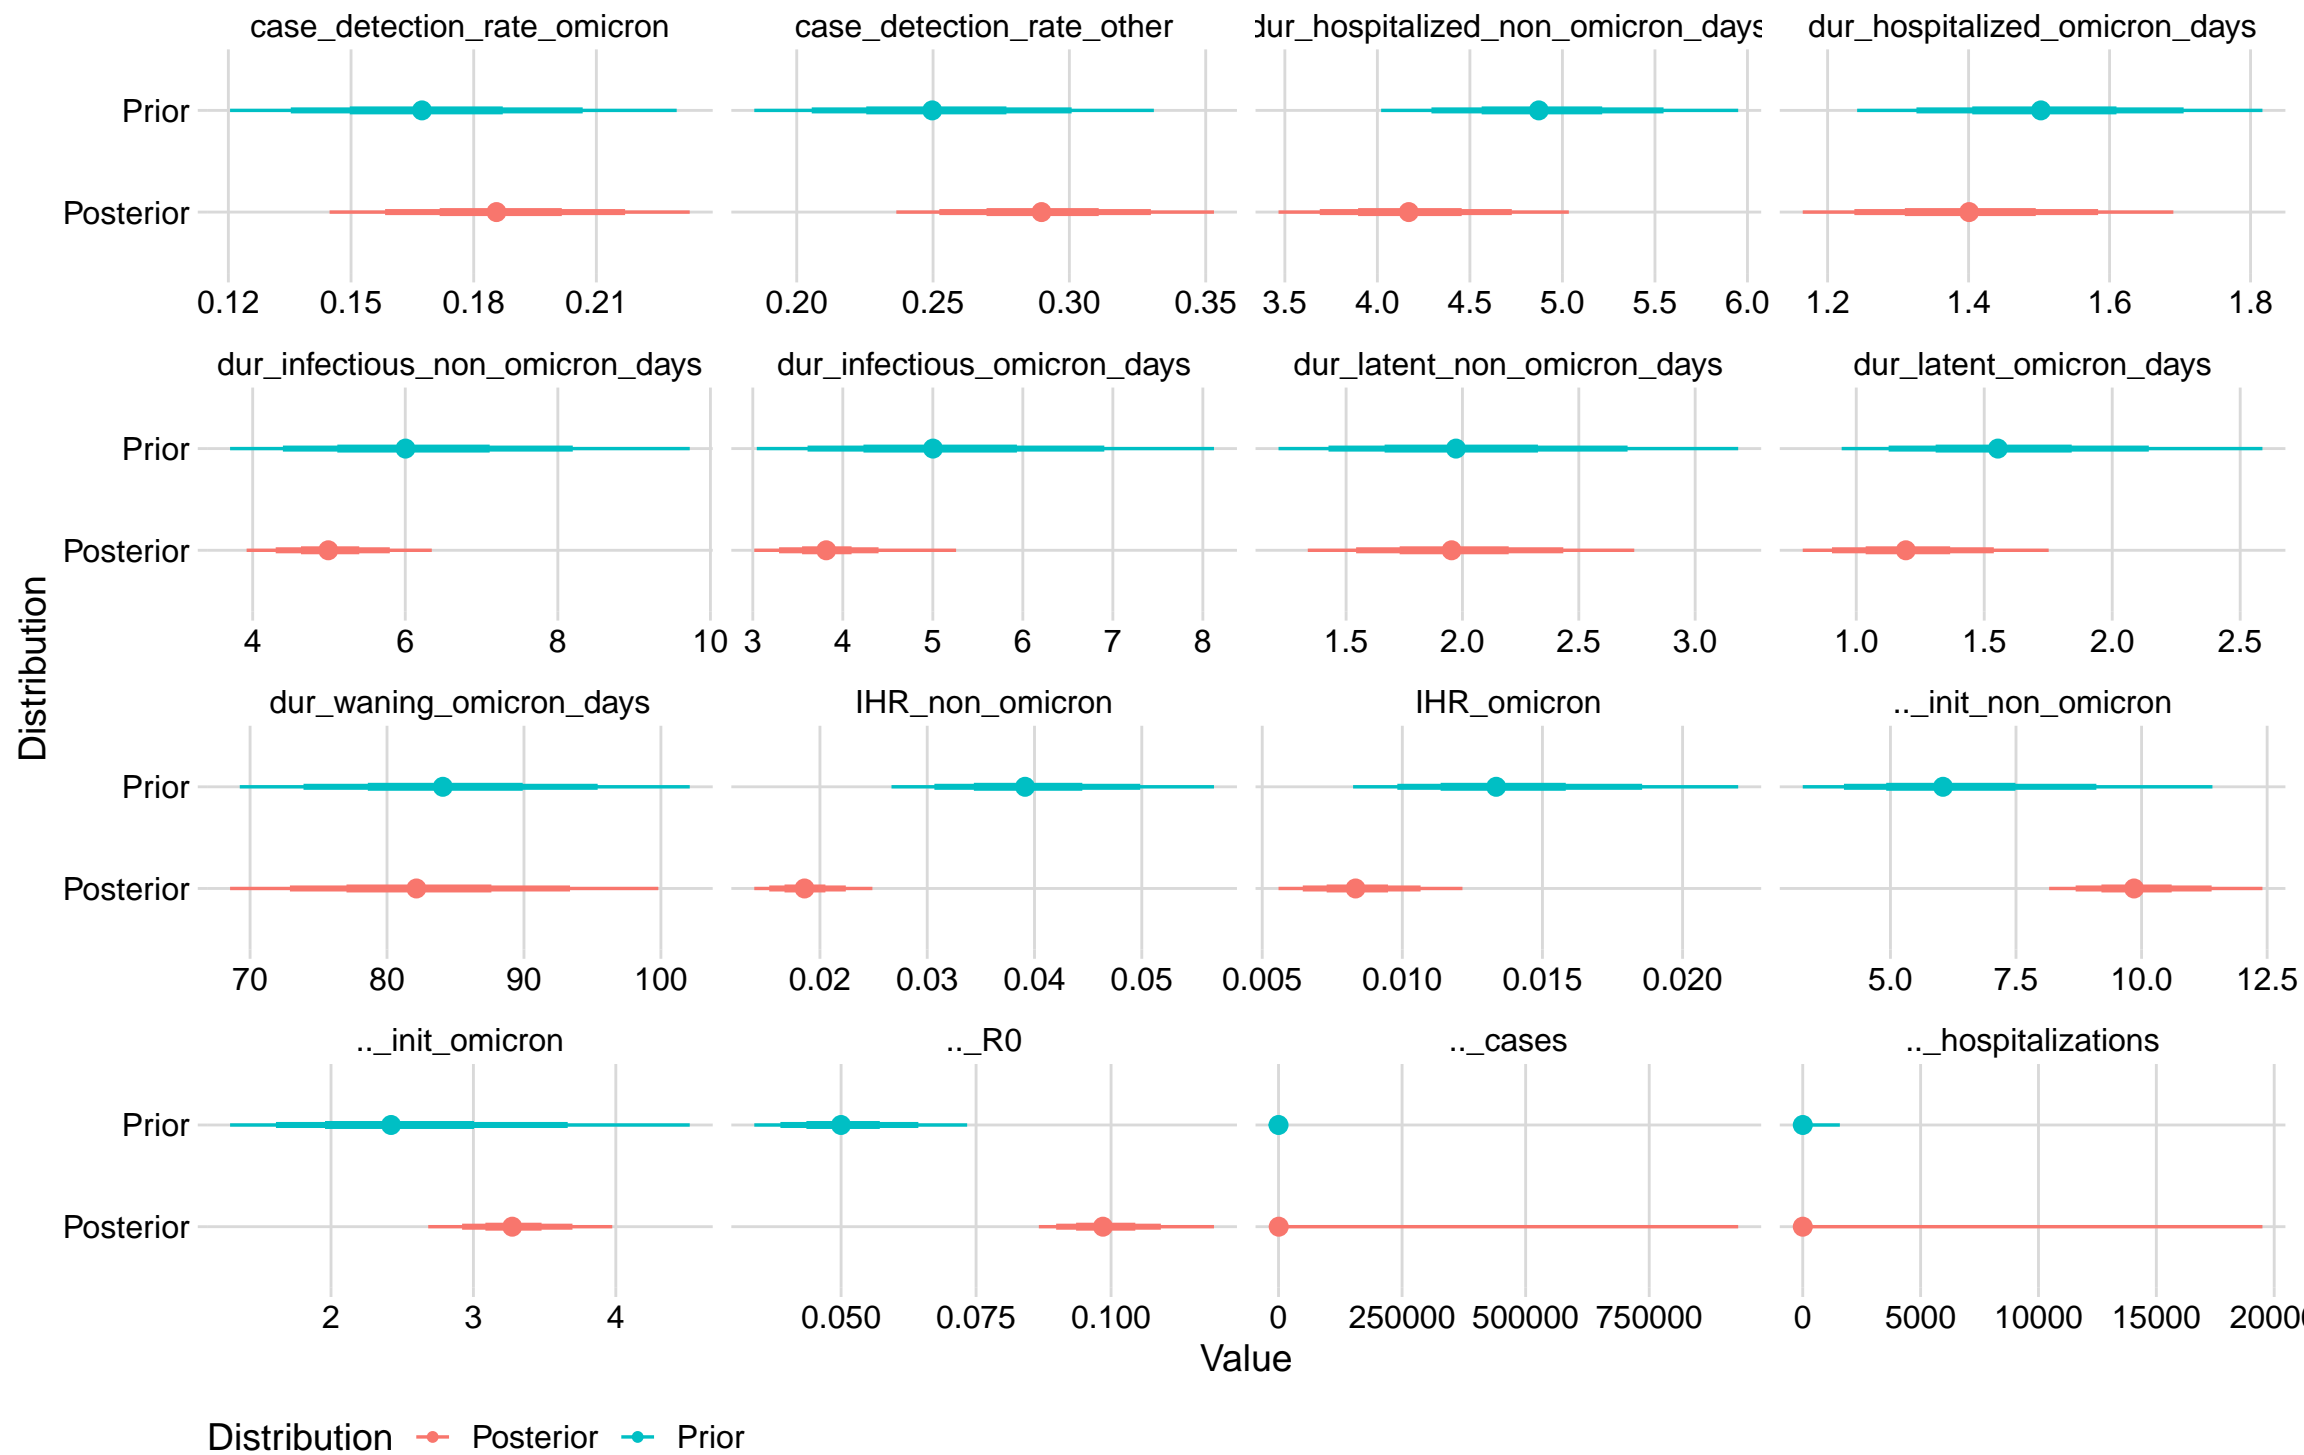 case_detection_rate_omicron case_detection_rate_other dur_hospitalized_non_omicron_days dur_hospitalized_omicron_days
Prior
Posterior
0.12 0.15 0.18 0.21 0.20 0.25 0.30 0.35 3.5 4.0 4.5 5.0 5.5 6.0 1.2 1.4 1.6 1.8
dur_infectious_non_omicron_days dur_infectious_omicron_days dur_latent_non_omicron_days dur_latent_omicron_days
Prior
Posterior
4 6 8 10 3 4 5 6 7 8 1.5 2.0 2.5 3.0 1.0 1.5 2.0 2.5
Distribution
dur_waning_omicron_days IHR_non_omicron IHR_omicron .._init_non_omicron
Prior
Posterior
70 80 90 100 0.02 0.03 0.04 0.05 0.005 0.010 0.015 0.020 5.0 7.5 10.0 12.5
.._init_omicron .._R0 .._cases .._hospitalizations
Prior
Posterior
2 3 4 0.050 0.075 0.100 0 250000 500000 750000 0 5000 10000 15000 20000
Value
Distribution Posterior Prior